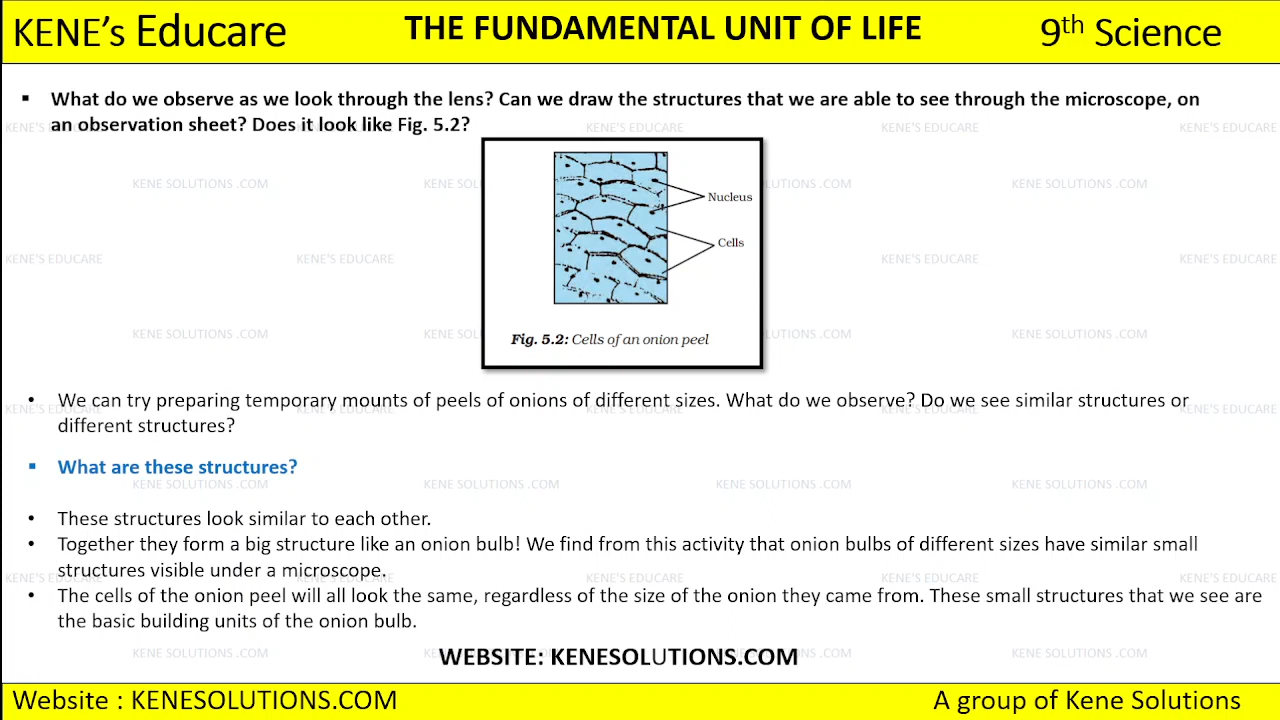 KENE's Educare
THE FUNDAMENTAL UNIT OF LIFE
9th Science
▪ What do we observe as we look through the lens? Can we draw the structures that we are able to see through the microscope, on
an observation sheet? Does it look like Fig. 5.2?
Nucleus
Cells
Fig. 5.2: Cells of an onion peel
• We can try preparing temporary mounts of peels of onions of different sizes. What do we observe? Do we see similar structures or
different structures?
▪ What are these structures?
• These structures look similar to each other.
• Together they form a big structure like an onion bulb! We find from this activity that onion bulbs of different sizes have similar small
structures visible under a microscope.
• The cells of the onion peel will all look the same, regardless of the size of the onion they came from. These small structures that we see are
the basic building units of the onion bulb.
WEBSITE: KENESOLUTIONS.COM
Website : KENESOLUTIONS.COM
A group of Kene Solutions
KENE'S EDUCARE
KENE SOLUTIONS .COM